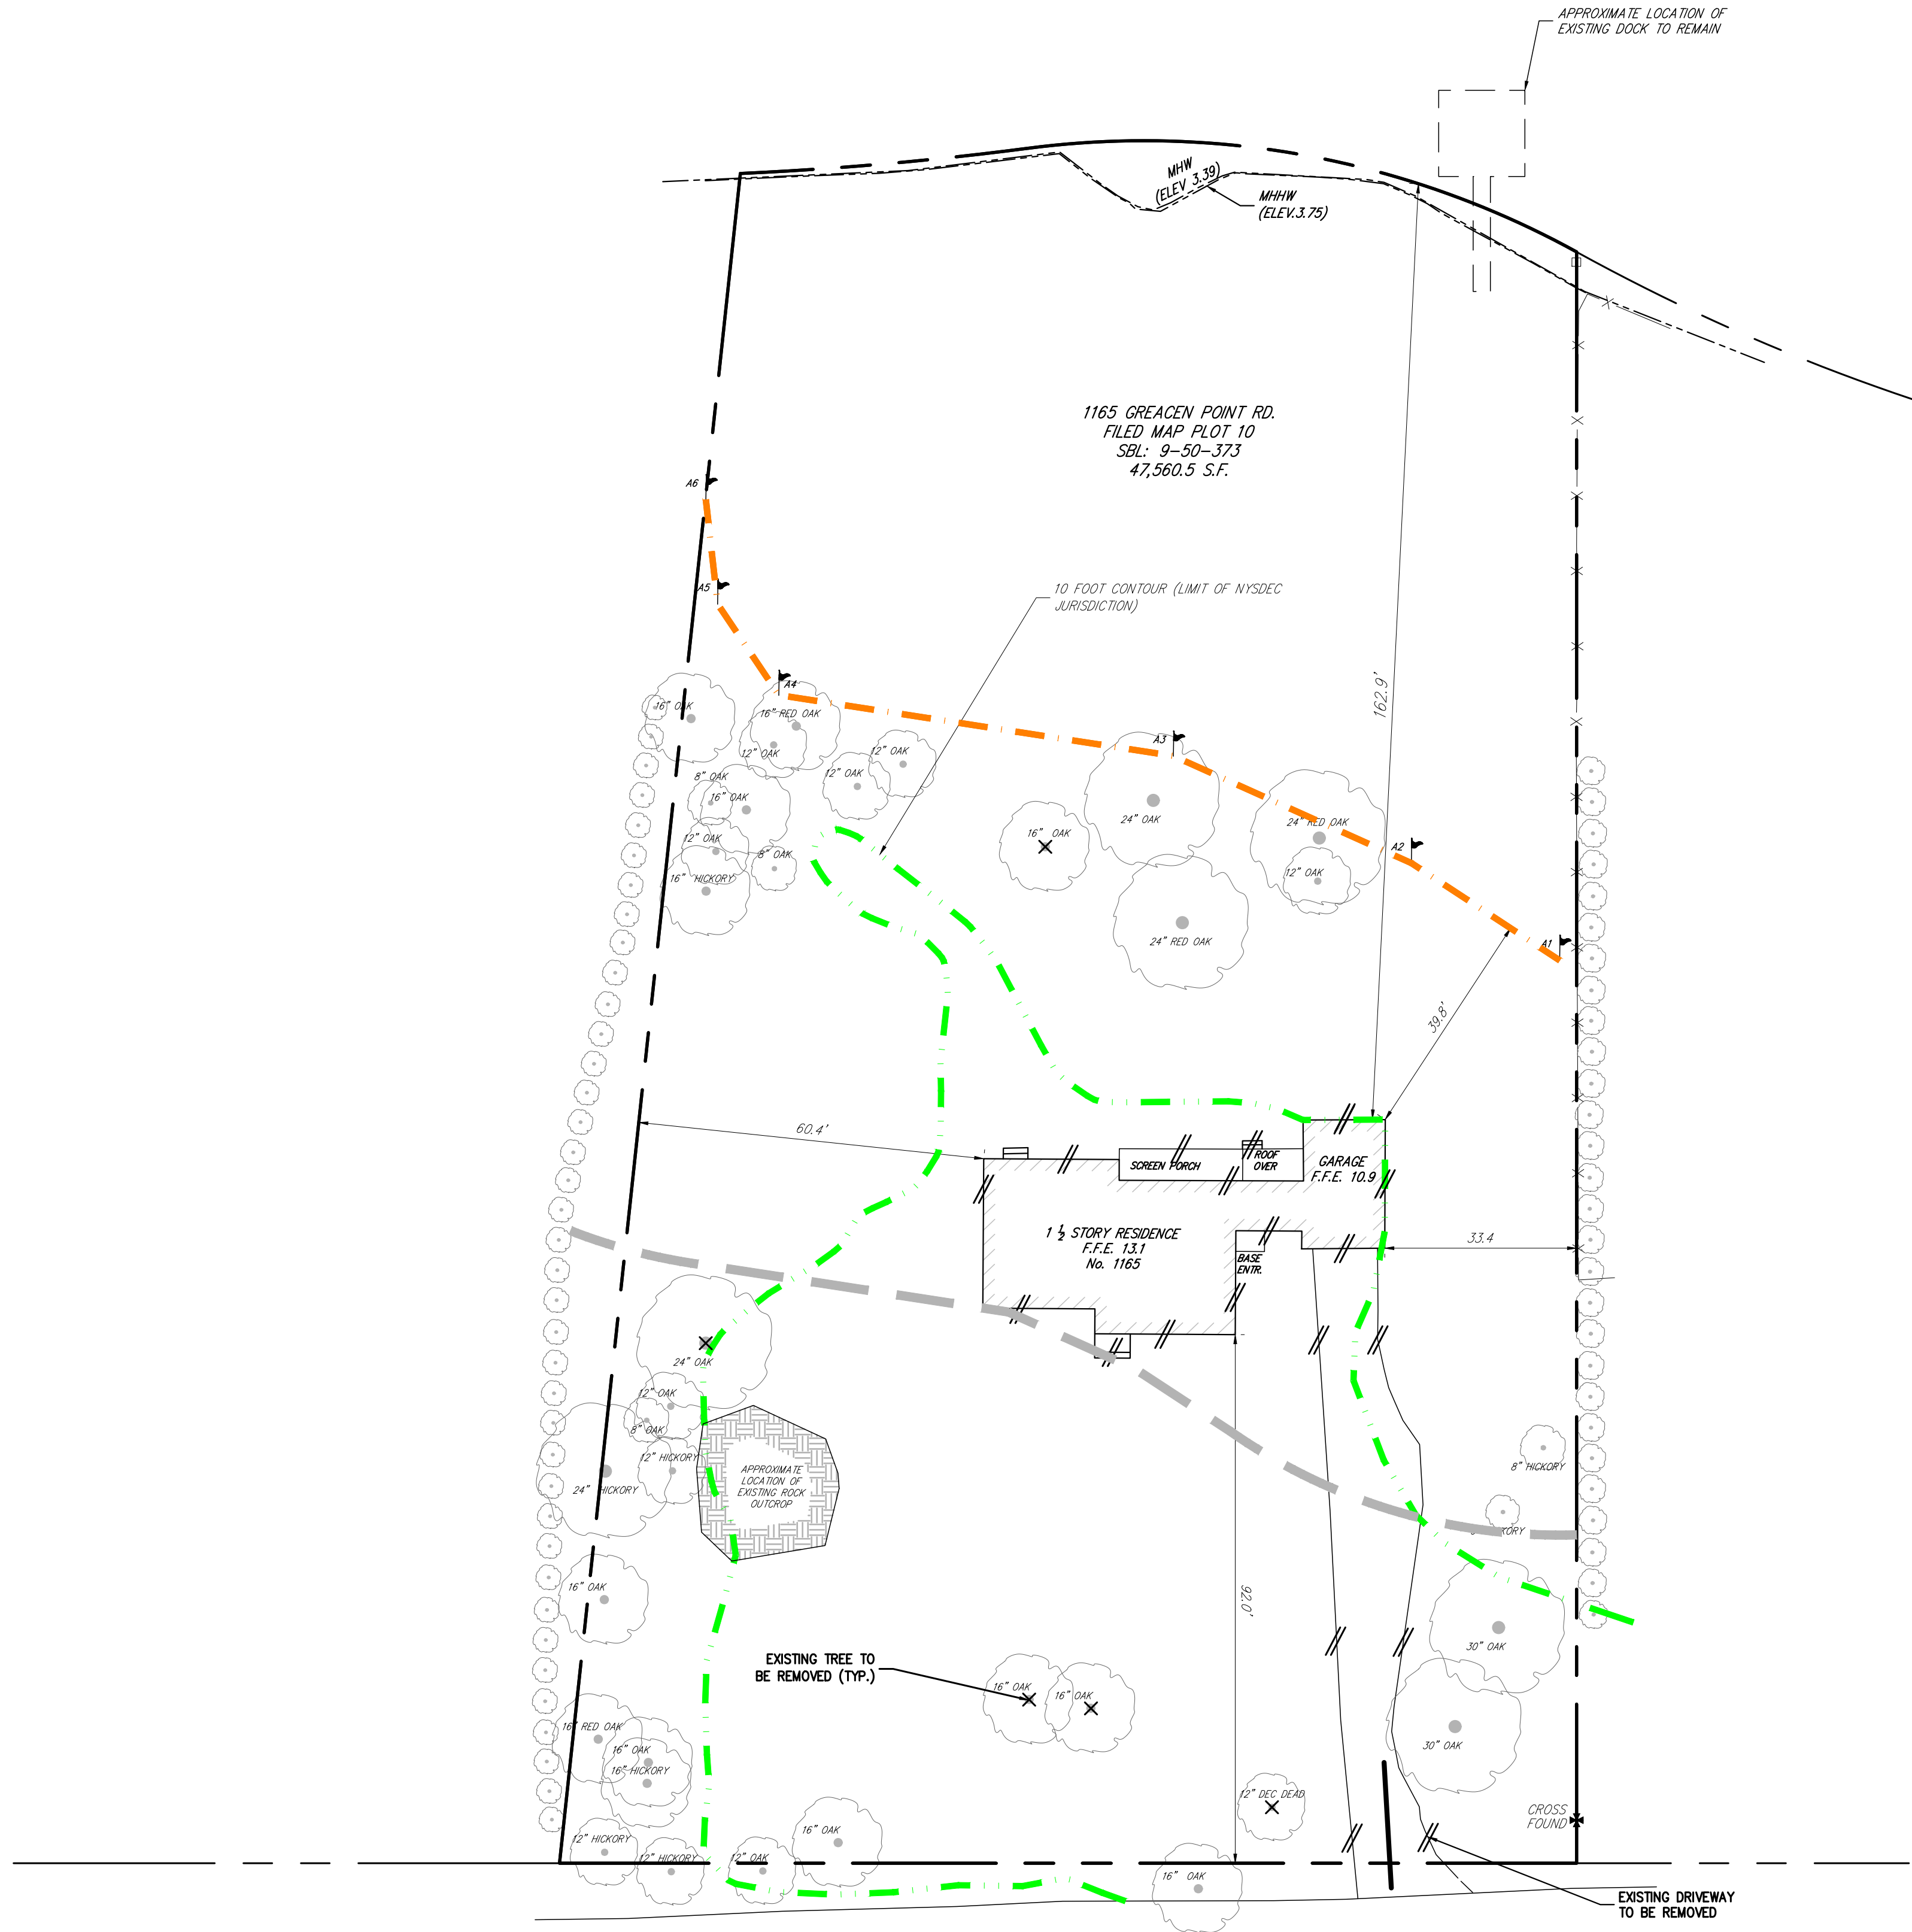 APPROXIMATE LOCATION OF
EXISTING DOCK TO REMAIN
MHW
(ELEV 3.39)
MHHW
(ELEV.3.75)
1165 GREACEN POINT RD.
FILED MAP PLOT 10
SBL: 9-50-373
47,560.5 S.F.
A6
A5
10 FOOT CONTOUR (LIMIT OF NYSDEC
JURISDICTION)
A4
162.9'
16" OAK
16" RED OAK
12" OAK
12" OAK
12" OAK
8" OAK
16" OAK
12" OAK
8" OAK
16" HICKORY
A3
24" OAK
16" OAK
24" RED OAK
A2
12" OAK
24" RED OAK
A1
39.8'
60.4'
SCREEN PORCH
ROOF
OVER
GARAGE
F.F.E. 10.9
1 ½ STORY RESIDENCE
F.F.E. 13.1
No. 1165
BASE
ENTR.
33.4
24" OAK
12" OAK
8" OAK
12" HICKORY
24" HICKORY
APPROXIMATE
LOCATION OF
EXISTING ROCK
OUTCROP
8" HICKORY
16" OAK
92.0'
30" OAK
EXISTING TREE TO
BE REMOVED (TYP.)
16" OAK
16" OAK
30" OAK
16" RED OAK
16" OAK
16" HICKORY
12" DEC DEAD
CROSS
FOUND
12" HICKORY
12" HICKORY
12" OAK
16" OAK
16" OAK
EXISTING DRIVEWAY
TO BE REMOVED